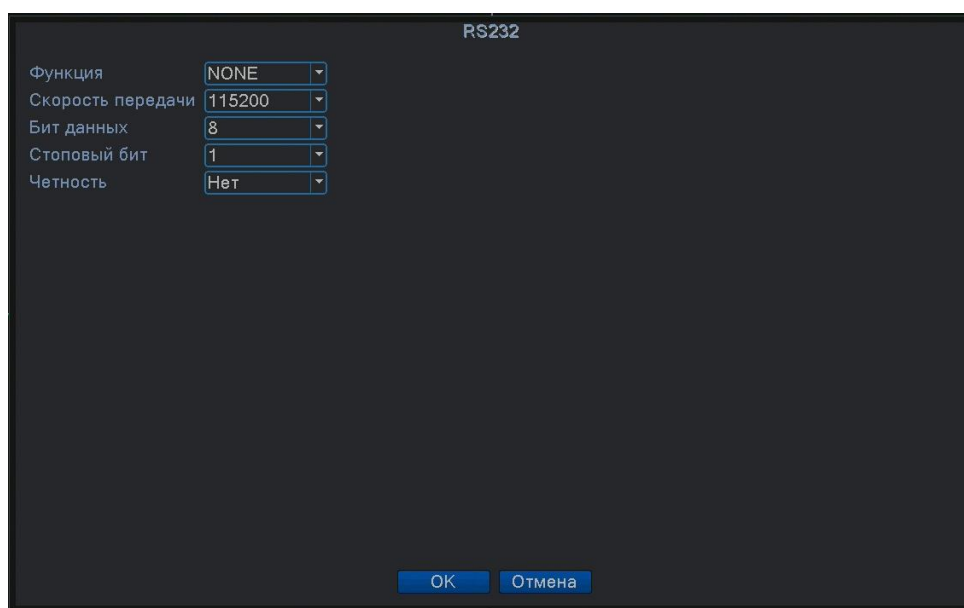 RS232
Функция NONE
Скорость передачи 115200
Бит данных 8
Стоповый бит 1
Четность Нет
OK Отмена